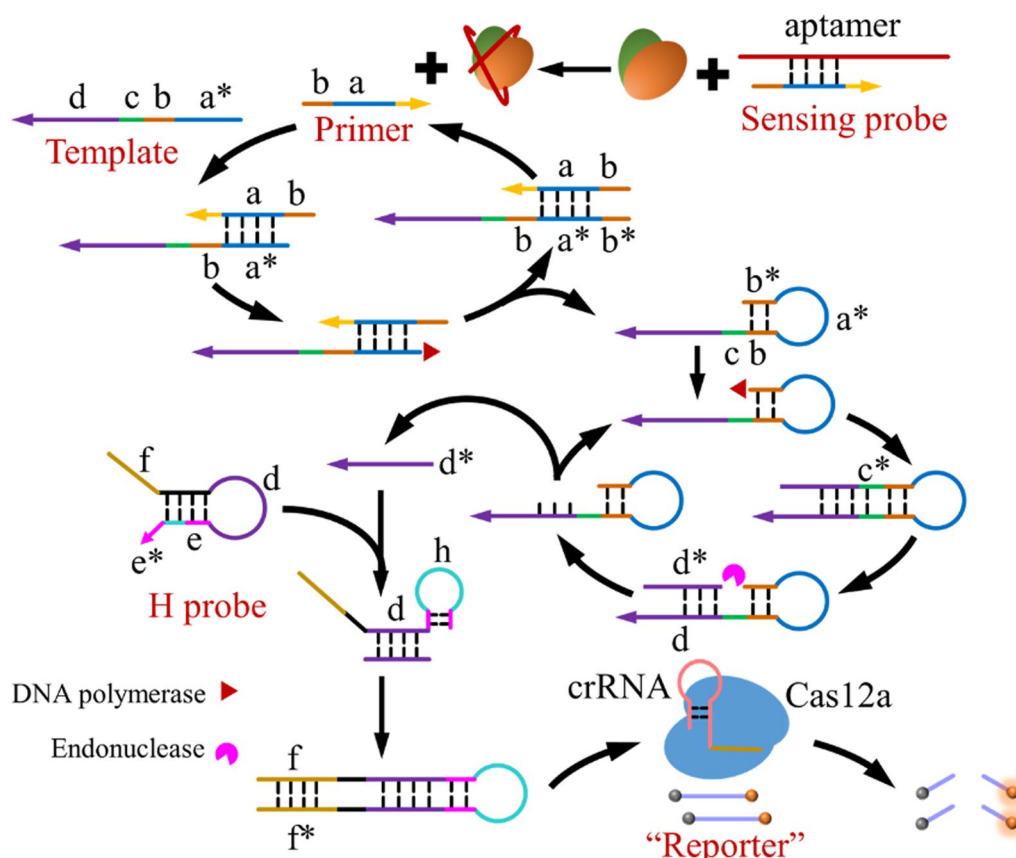 aptamer
Sensing probe
b a
Primer
d c b a*
Template
a b
b a*
a b
b a* b*
b*
a*
c b
c*
d*
d
d*
f
d
e*
e
H probe
h
d
DNA polymerase
Endonuclease
f
f*
crRNA
Cas12a
“Reporter”